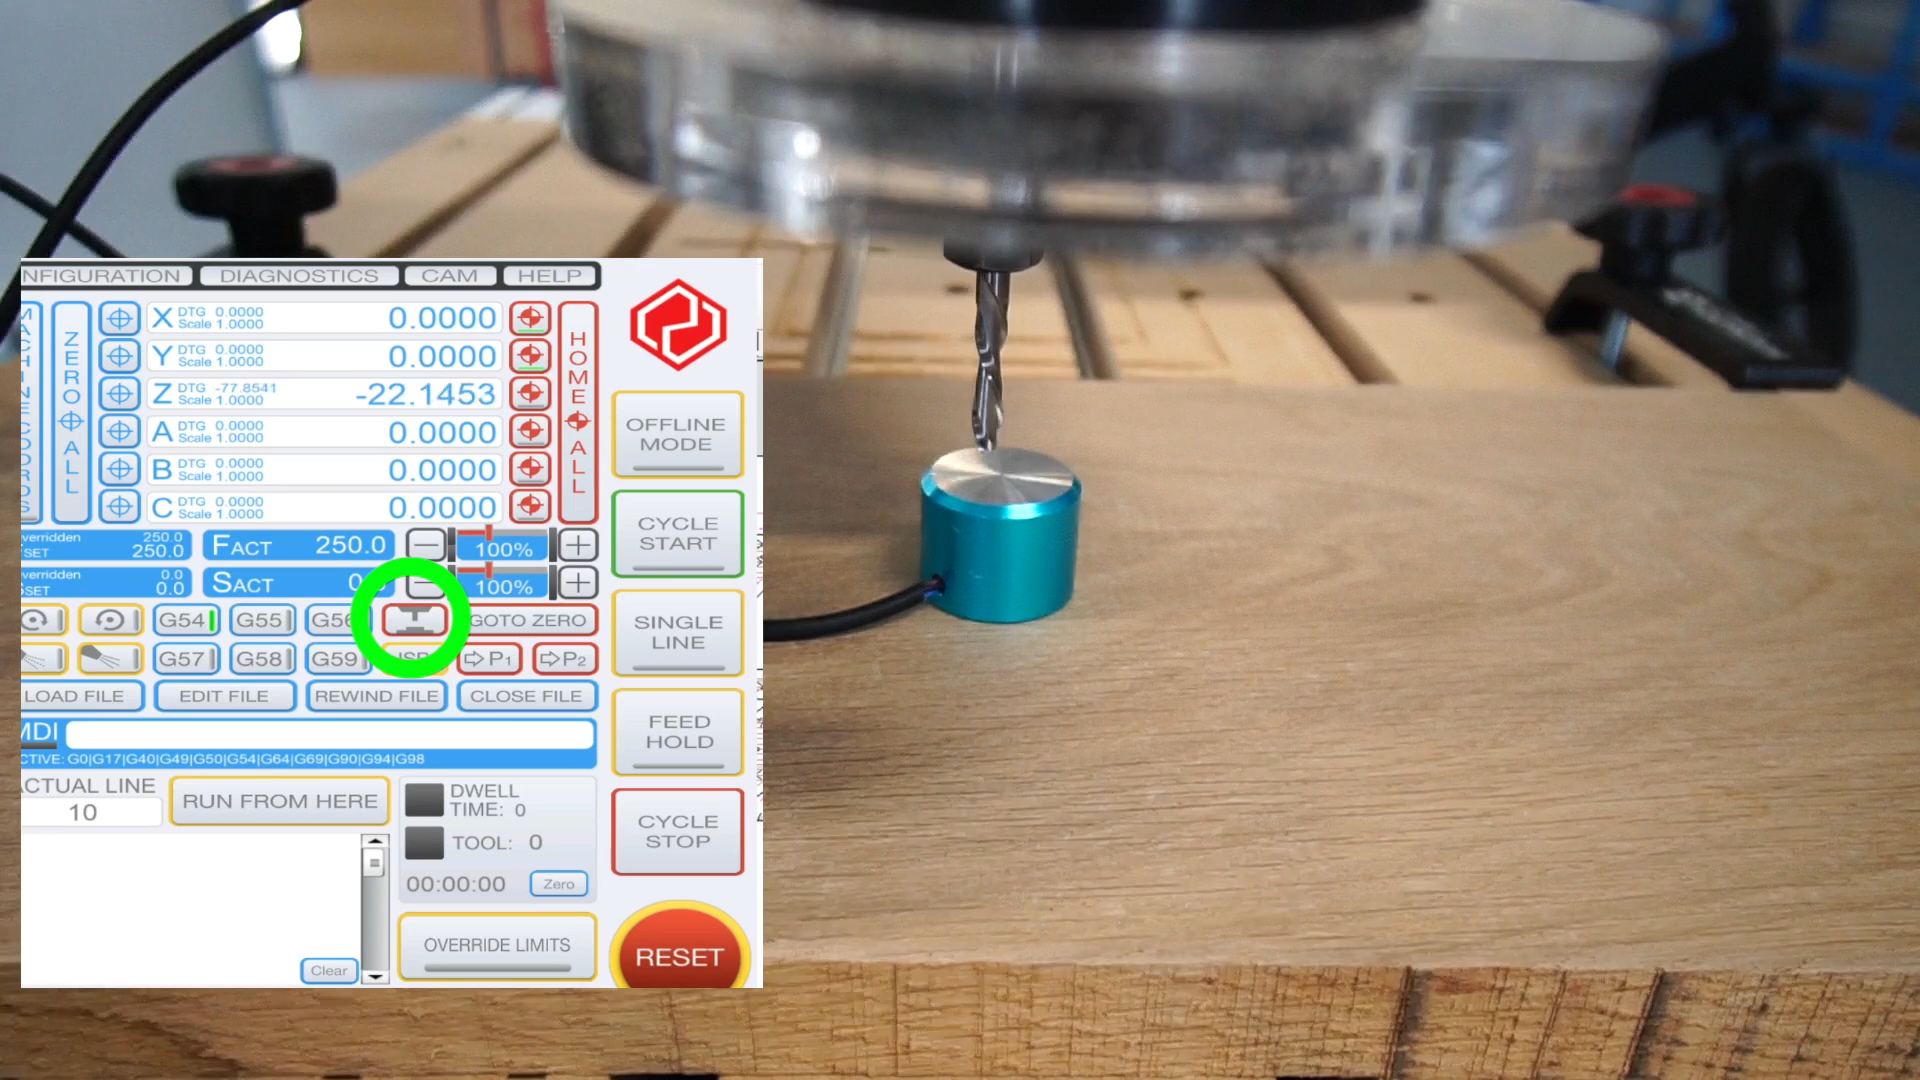 NFIGURATION DIAGNOSTICS CAM HELP
ZERO ALL
HOME ALL
X DTG 0.0000 Scale 1.0000 0.0000
Y DTG 0.0000 Scale 1.0000 0.0000
Z DTG -77.8541 Scale 1.0000 -22.1453
A DTG 0.0000 Scale 1.0000 0.0000
B DTG 0.0000 Scale 1.0000 0.0000
C DTG 0.0000 Scale 1.0000 0.0000
verridden 250.0
SET 250.0 FACT 250.0 100%
verridden 0.0
SET 0.0 SACT 100%
G54 G55 G56 GOTO ZERO
G57 G58 G59 P1 P2
LOAD FILE EDIT FILE REWIND FILE CLOSE FILE
MDI
CTIVE: G0|G17|G40|G49|G50|G54|G64|G69|G90|G94|G98
CTUAL LINE
10
RUN FROM HERE
DWELL
TIME: 0
TOOL: 0
00:00:00 Zero
Clear
OVERRIDE LIMITS
OFFLINE
MODE
CYCLE
START
SINGLE
LINE
FEED
HOLD
CYCLE
STOP
RESET